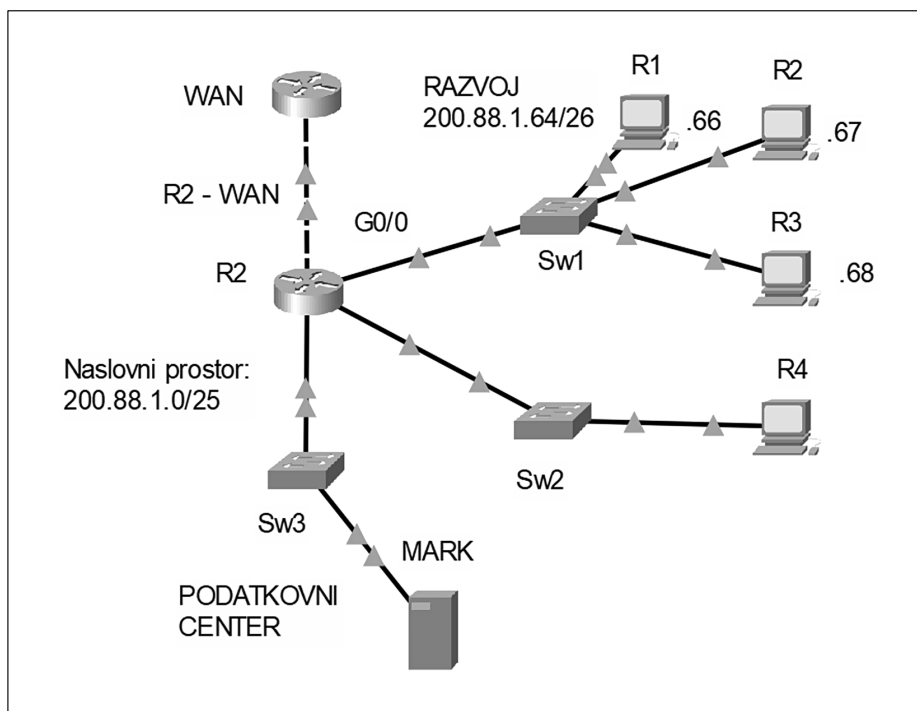 WAN
R2 - WAN
R2
G0/0
RAZVOJ
200.88.1.64/26
R1
.66
R2
.67
R3
.68
Sw1
R4
Sw2
Naslovni prostor:
200.88.1.0/25
Sw3
MARK
PODATKOVNI
CENTER